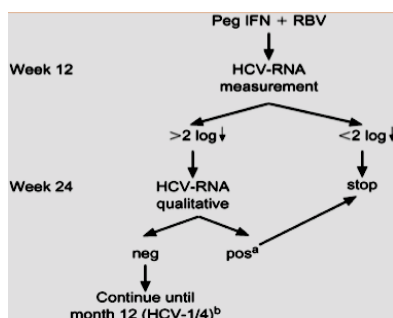 Peg IFN + RBV
Week 12
HCV-RNA
measurement
>2 log↓
<2 log↓
Week 24
HCV-RNA
qualitative
stop
neg
posᵃ
Continue until
month 12 (HCV-1/4)ᵇ